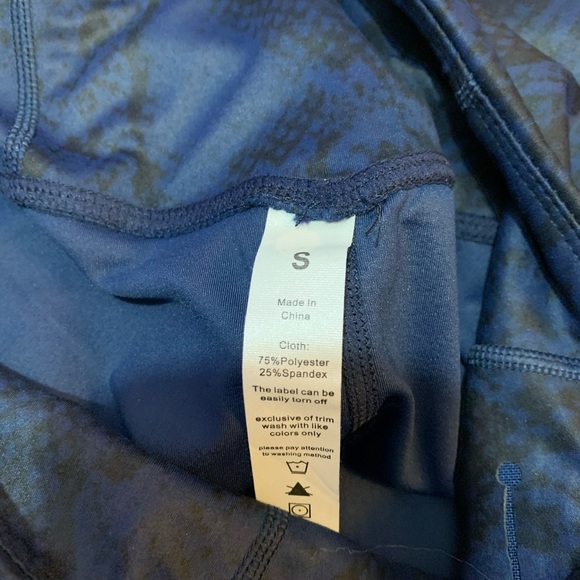 S
Made In
China
Cloth:
75%Polyester
25%Spandex
The label can be
easily torn off
exclusive of trim
wash with like
colors only
please pay attention
to washing method